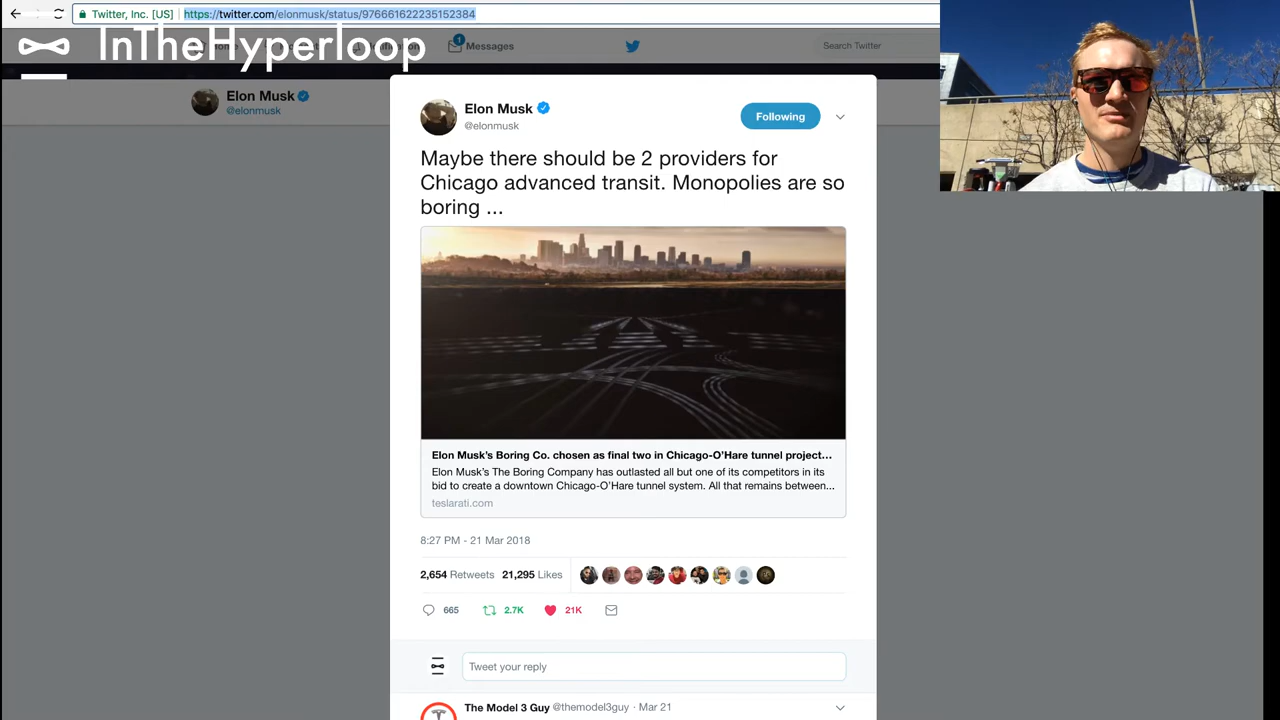 Twitter, Inc. [US]
https://twitter.com/elonmusk/status/976661622235152384
InTheHyperloop
1
Messages
Search Twitter
Elon Musk
@elonmusk
Elon Musk
@elonmusk
Following
Maybe there should be 2 providers for
Chicago advanced transit. Monopolies are so
boring ...
Elon Musk's Boring Co. chosen as final two in Chicago-O'Hare tunnel project...
Elon Musk's The Boring Company has outlasted all but one of its competitors in its
bid to create a downtown Chicago-O'Hare tunnel system. All that remains between...
teslarati.com
8:27 PM - 21 Mar 2018
2,654 Retweets 21,295 Likes
665 2.7K 21K
Tweet your reply
The Model 3 Guy @themodel3guy · Mar 21